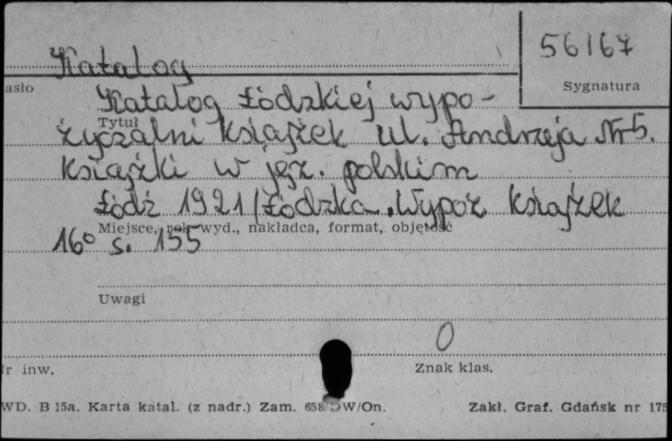 56167
Katalog
asło
Sygnatura
Katalog Łódzkiej wypo-
Tytuł
życzalni książek ul. Andrzeja Nr 5.
Książki w jęz. polskim
Łódź 1921/Łódzka. Wypoż. książek
Miejsce, rok wyd., nakładca, format, objętość
16° s. 155
Uwagi
0
r inw.
Znak klas.
WD. B 15a. Karta katal. (z nadr.) Zam. 658/DW/On.
Zakł. Graf. Gdańsk nr 175